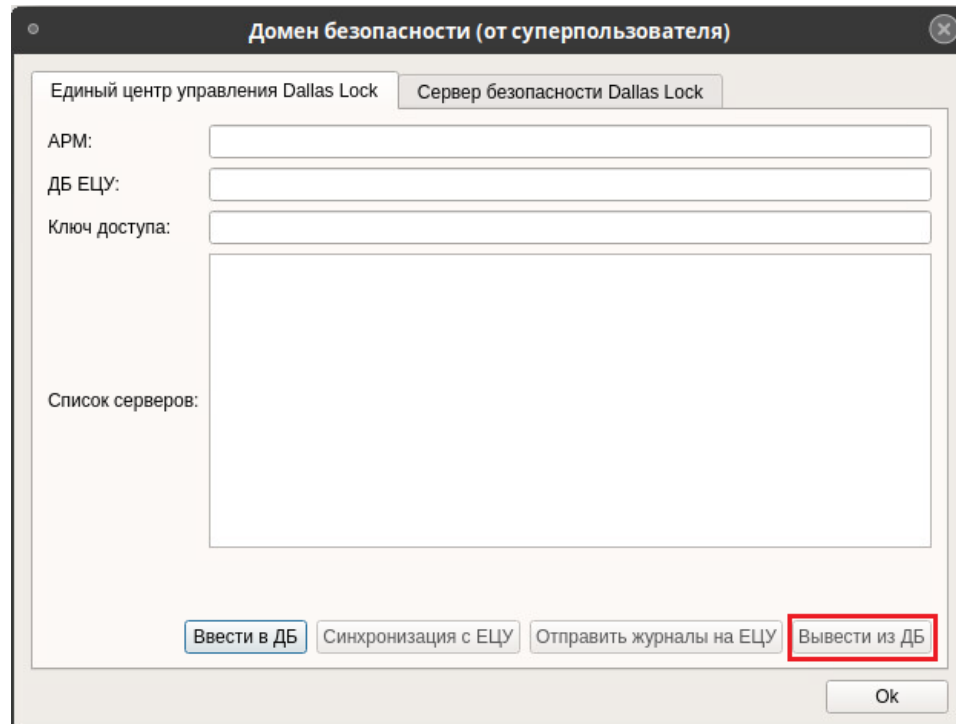 Домен безопасности (от суперпользователя)
Единый центр управления Dallas Lock
Сервер безопасности Dallas Lock
АРМ:
ДБ ЕЦУ:
Ключ доступа:
Список серверов:
Ввести в ДБ
Синхронизация с ЕЦУ
Отправить журналы на ЕЦУ
Вывести из ДБ
Ok